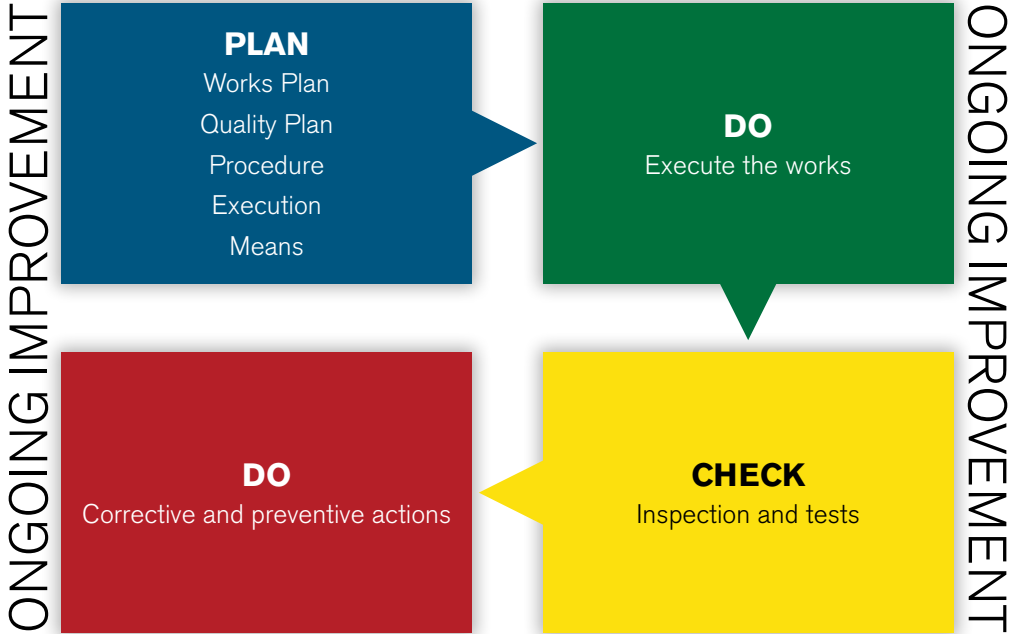 ONGOING IMPROVEMENT
PLAN
Works Plan
Quality Plan
Procedure
Execution
Means
DO
Execute the works
DO
Corrective and preventive actions
CHECK
Inspection and tests
ONGOING IMPROVEMENT